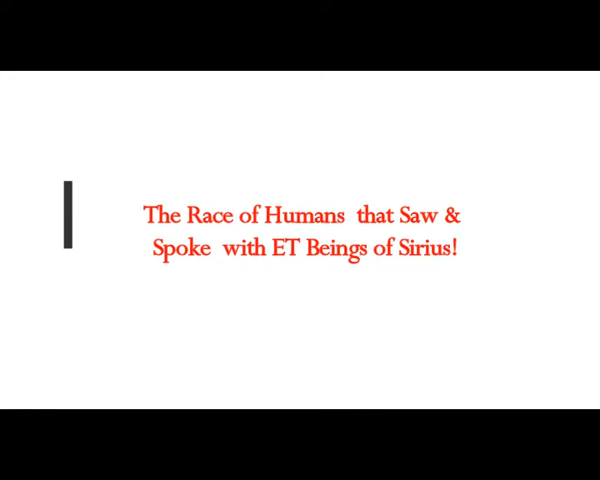 The Race of Humans that Saw &
Spoke with ET Beings of Sirius!